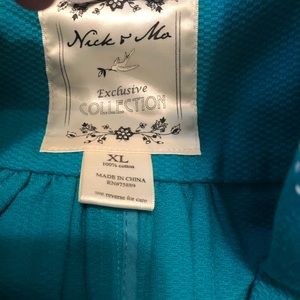 Nick & Mo
Exclusive
COLLECTION
XL
100% cotton
MADE IN CHINA
RN#75899
see reverse for care